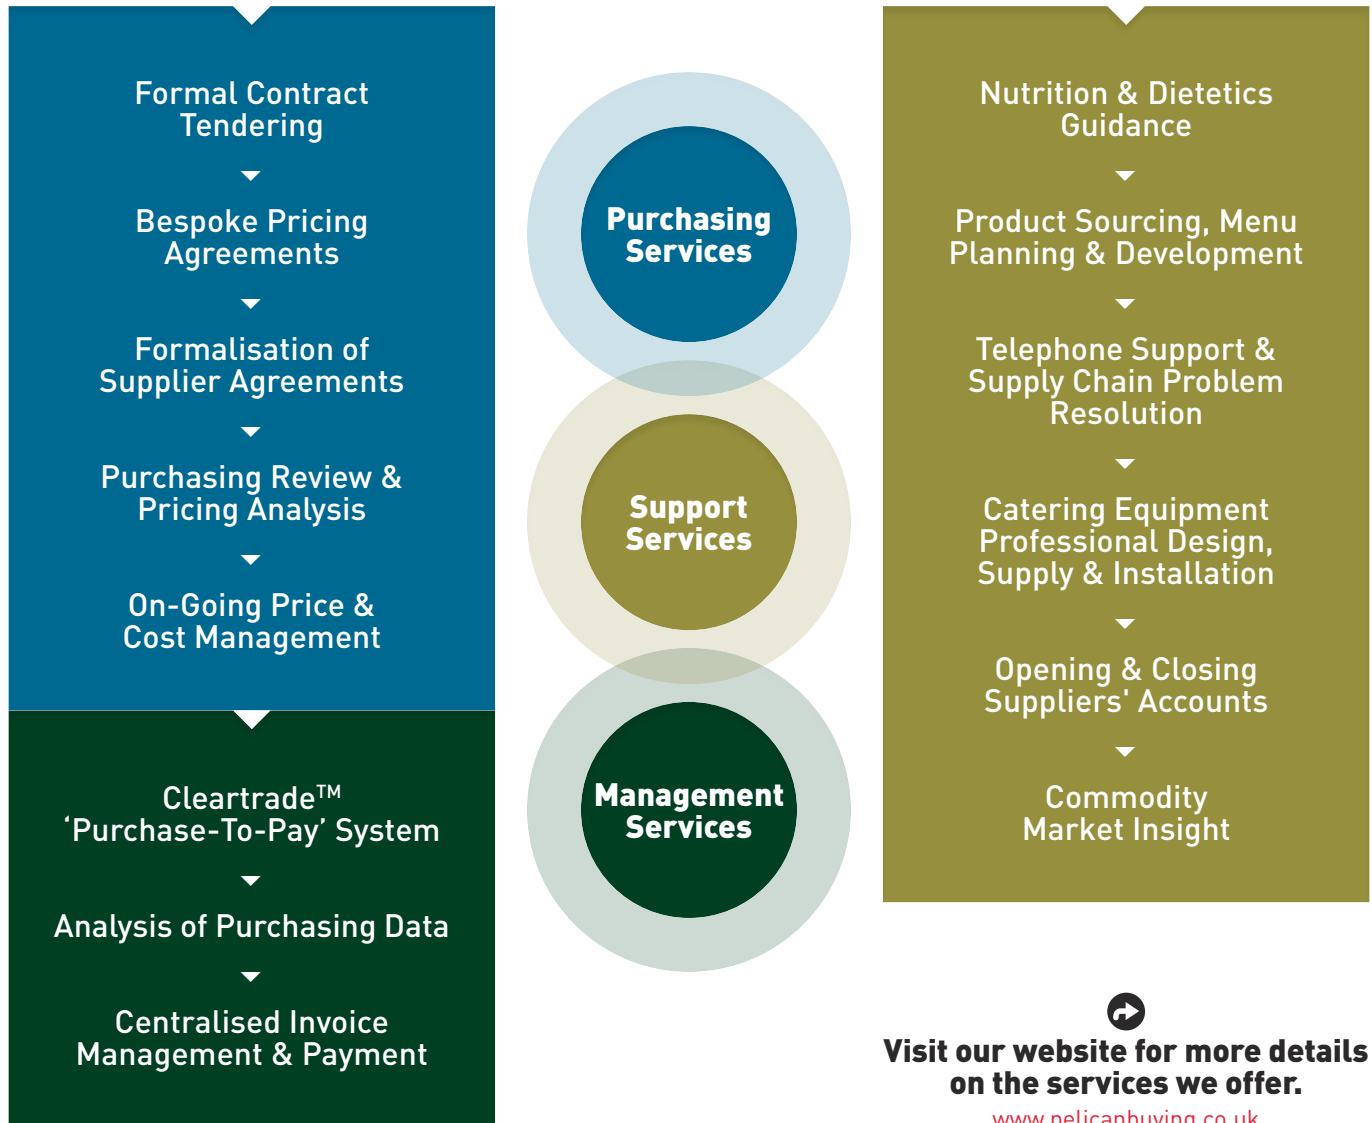 Formal Contract
Tendering
Bespoke Pricing
Agreements
Formalisation of
Supplier Agreements
Purchasing Review &
Pricing Analysis
On-Going Price &
Cost Management
Cleartrade™
‘Purchase-To-Pay’ System
Analysis of Purchasing Data
Centralised Invoice
Management & Payment
Purchasing
Services
Support
Services
Management
Services
Nutrition & Dietetics
Guidance
Product Sourcing, Menu
Planning & Development
Telephone Support &
Supply Chain Problem
Resolution
Catering Equipment
Professional Design,
Supply & Installation
Opening & Closing
Suppliers' Accounts
Commodity
Market Insight
Visit our website for more details
on the services we offer.
www.pelicanbuying.co.uk